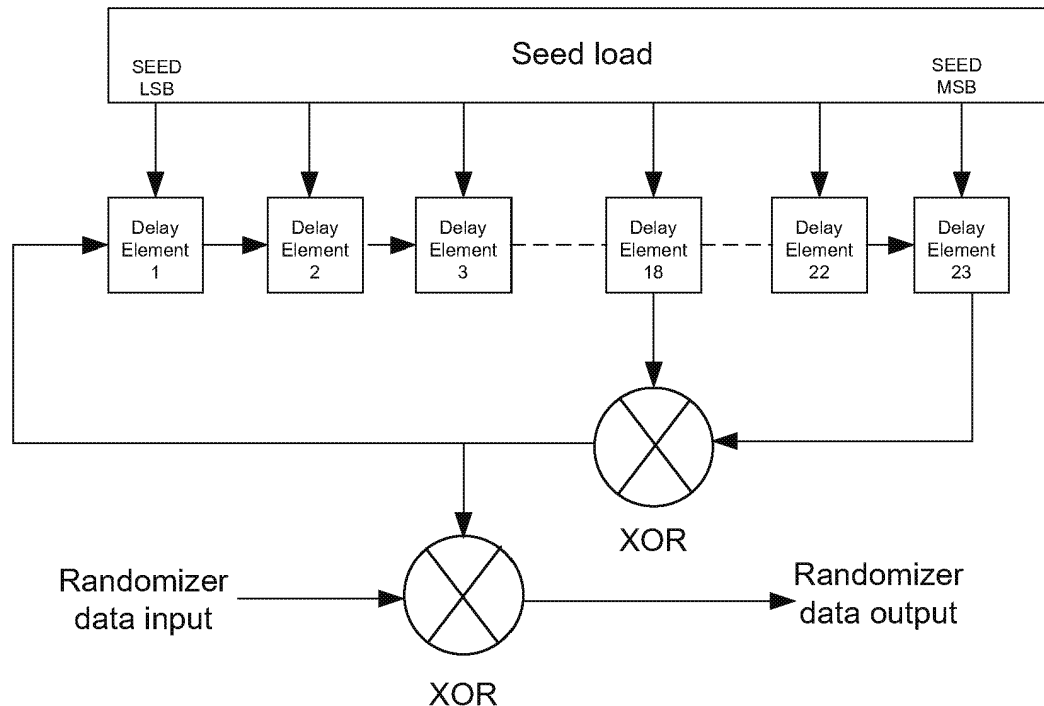 Seed load
SEED
LSB
SEED
MSB
Delay
Element
1
Delay
Element
2
Delay
Element
3
Delay
Element
18
Delay
Element
22
Delay
Element
23
XOR
Randomizer
data input
Randomizer
data output
XOR